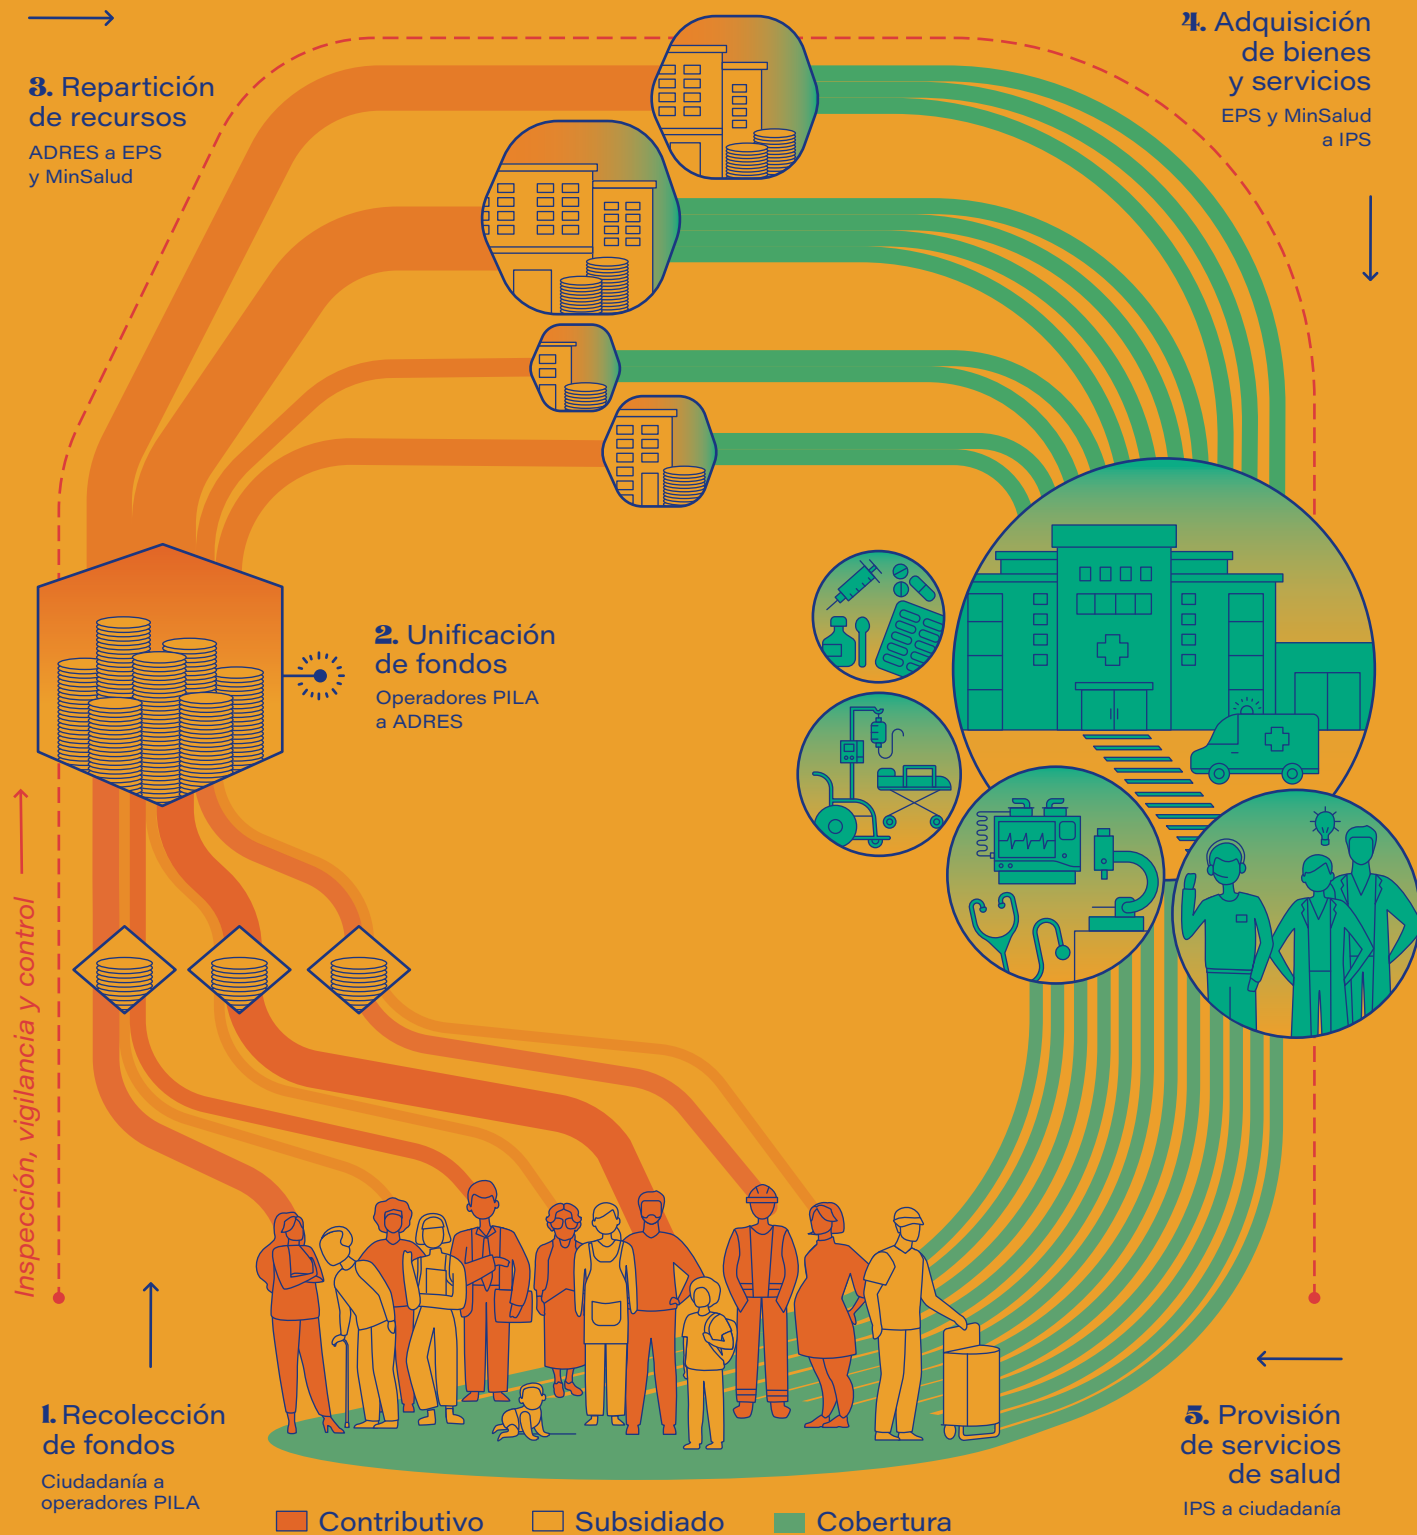 3. Repartición
de recursos
ADRES a EPS
y MinSalud
4. Adquisición
de bienes
y servicios
EPS y MinSalud
a IPS
2. Unificación
de fondos
Operadores PILA
a ADRES
Inspección, vigilancia y control
1. Recolección
de fondos
Ciudadanía a
operadores PILA
5. Provisión
de servicios
de salud
IPS a ciudadanía
Contributivo
Subsidiado
Cobertura